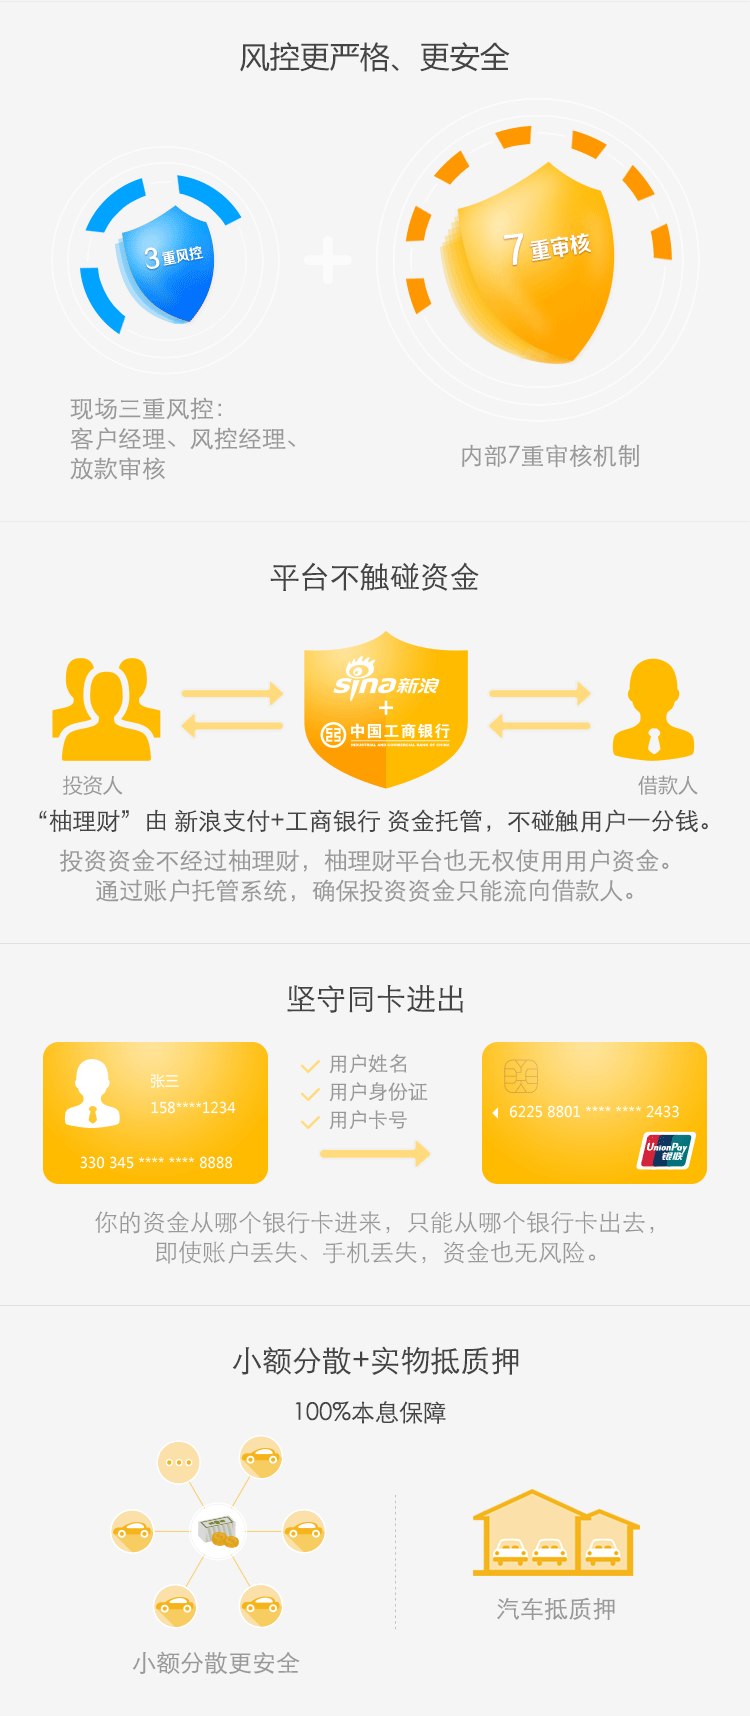 风控更严格、更安全
3重风控
7重审核
现场三重风控：
客户经理、风控经理、
放款审核
内部7重审核机制
平台不触碰资金
sina新浪
+
中国工商银行
INDUSTRIAL AND COMMERCIAL BANK OF CHINA
投资人
借款人
“柚理财”由 新浪支付+工商银行 资金托管，不碰触用户一分钱。
投资资金不经过柚理财，柚理财平台也无权使用用户资金。
通过账户托管系统，确保投资资金只能流向借款人。
坚守同卡进出
张三
158****1234
330 345 **** **** 8888
用户姓名
用户身份证
用户卡号
6225 8801 **** **** 2433
UnionPay
银联
你的资金从哪个银行卡进来，只能从哪个银行卡出去，
即使账户丢失、手机丢失，资金也无风险。
小额分散+实物抵质押
100%本息保障
小额分散更安全
汽车抵质押